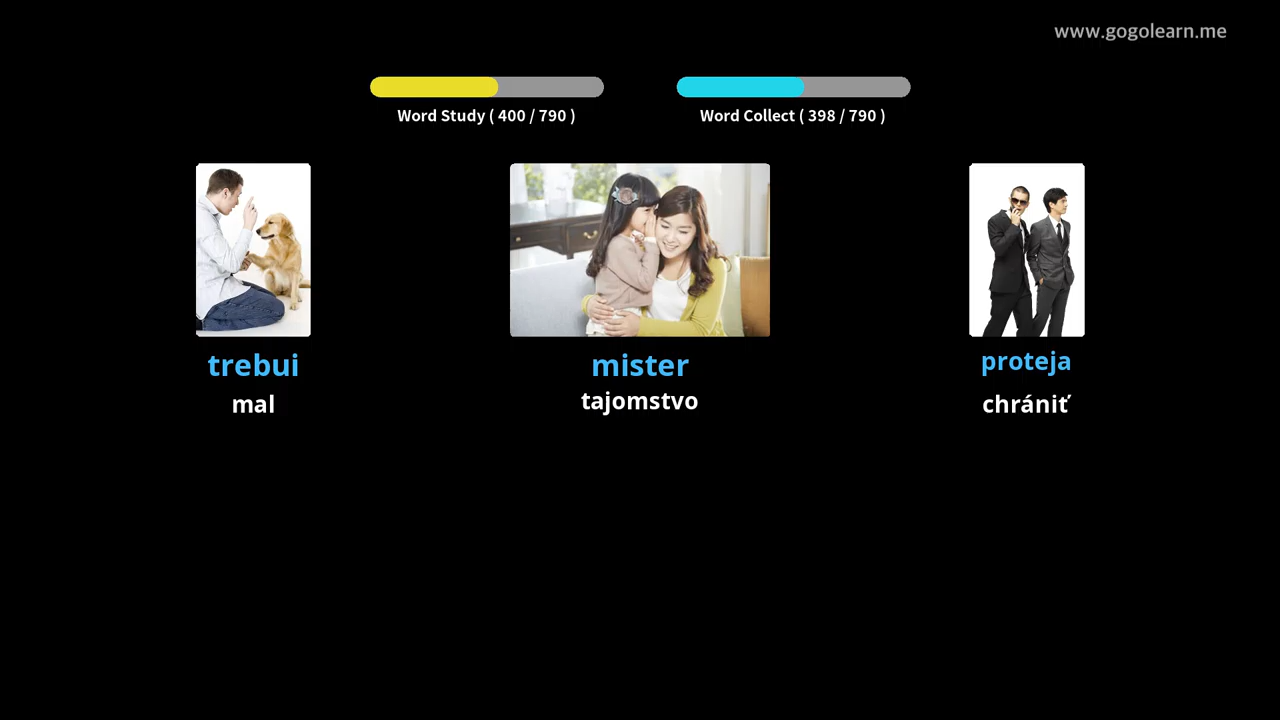 www.gogolearn.me
Word Study ( 400 / 790 )
Word Collect ( 398 / 790 )
trebui
mal
mister
tajomstvo
proteja
chrániť